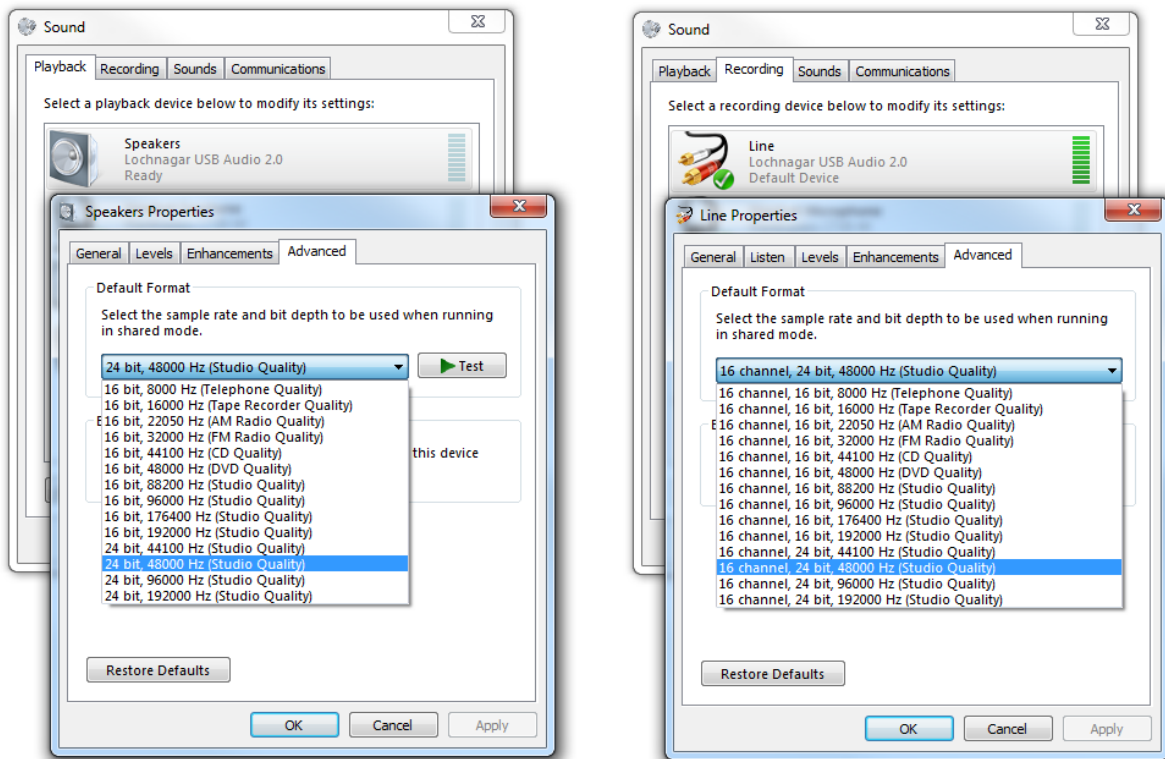 Sound
Playback Recording Sounds Communications
Select a playback device below to modify its settings:
Speakers
Lochnagar USB Audio 2.0
Ready
Speakers Properties
General Levels Enhancements Advanced
Default Format
Select the sample rate and bit depth to be used when running
in shared mode.
24 bit, 48000 Hz (Studio Quality)
Test
16 bit, 8000 Hz (Telephone Quality)
16 bit, 16000 Hz (Tape Recorder Quality)
16 bit, 22050 Hz (AM Radio Quality)
16 bit, 32000 Hz (FM Radio Quality)
16 bit, 44100 Hz (CD Quality)
this device
16 bit, 48000 Hz (DVD Quality)
16 bit, 88200 Hz (Studio Quality)
16 bit, 96000 Hz (Studio Quality)
16 bit, 176400 Hz (Studio Quality)
16 bit, 192000 Hz (Studio Quality)
24 bit, 44100 Hz (Studio Quality)
24 bit, 48000 Hz (Studio Quality)
24 bit, 96000 Hz (Studio Quality)
24 bit, 192000 Hz (Studio Quality)
Restore Defaults
OK Cancel Apply
Sound
Playback Recording Sounds Communications
Select a recording device below to modify its settings:
Line
Lochnagar USB Audio 2.0
Default Device
Line Properties
General Listen Levels Enhancements Advanced
Default Format
Select the sample rate and bit depth to be used when running
in shared mode.
16 channel, 24 bit, 48000 Hz (Studio Quality)
16 channel, 16 bit, 8000 Hz (Telephone Quality)
16 channel, 16 bit, 16000 Hz (Tape Recorder Quality)
16 channel, 16 bit, 22050 Hz (AM Radio Quality)
16 channel, 16 bit, 32000 Hz (FM Radio Quality)
16 channel, 16 bit, 44100 Hz (CD Quality)
16 channel, 16 bit, 48000 Hz (DVD Quality)
16 channel, 16 bit, 88200 Hz (Studio Quality)
16 channel, 16 bit, 96000 Hz (Studio Quality)
16 channel, 16 bit, 176400 Hz (Studio Quality)
16 channel, 16 bit, 192000 Hz (Studio Quality)
16 channel, 24 bit, 44100 Hz (Studio Quality)
16 channel, 24 bit, 48000 Hz (Studio Quality)
16 channel, 24 bit, 96000 Hz (Studio Quality)
16 channel, 24 bit, 192000 Hz (Studio Quality)
Restore Defaults
OK Cancel Apply